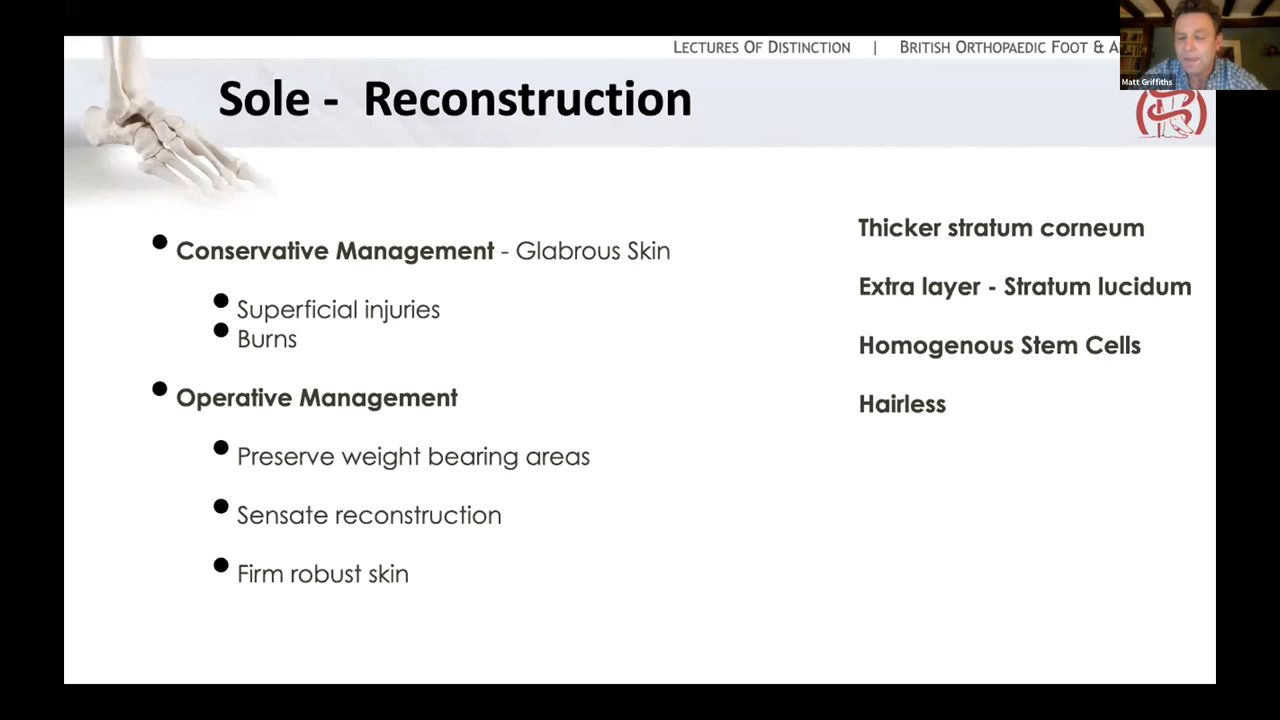 LECTURES OF DISTINCTION | BRITISH ORTHOPAEDIC FOOT & A
Matt Griffiths
Sole - Reconstruction
Conservative Management - Glabrous Skin
Superficial injuries
Burns
Operative Management
Preserve weight bearing areas
Sensate reconstruction
Firm robust skin
Thicker stratum corneum
Extra layer - Stratum lucidum
Homogenous Stem Cells
Hairless